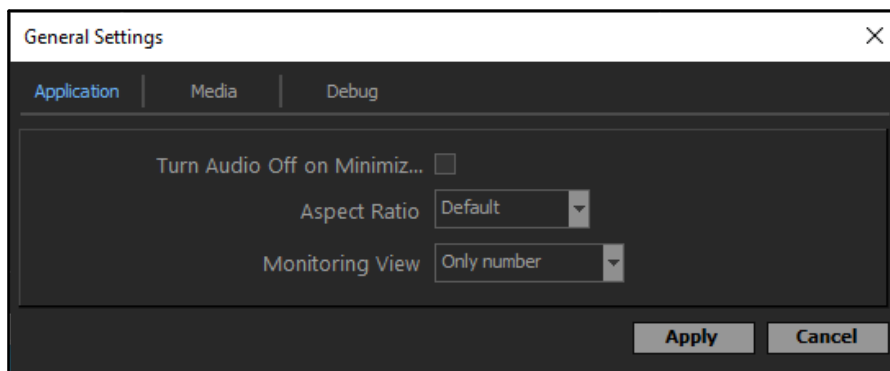 General Settings
Application Media Debug
Turn Audio Off on Minimiz...
Aspect Ratio Default
Monitoring View Only number
Apply Cancel